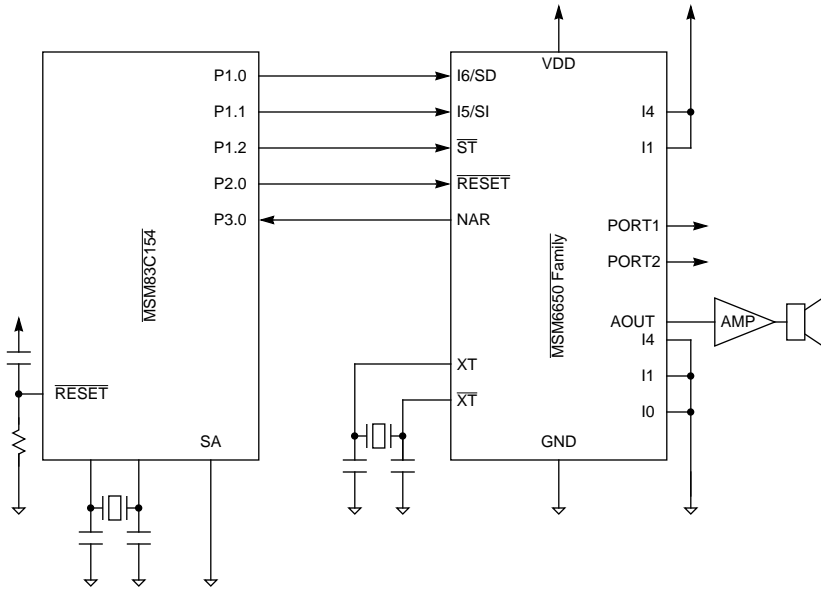 P1.0
P1.1
P1.2
P2.0
P3.0
MSM83C154
RESET
SA
VDD
I6/SD
I5/SI
ST
RESET
NAR
XT
XT
GND
MSM6650 Family
I4
I1
PORT1
PORT2
AOUT
I4
I1
I0
AMP